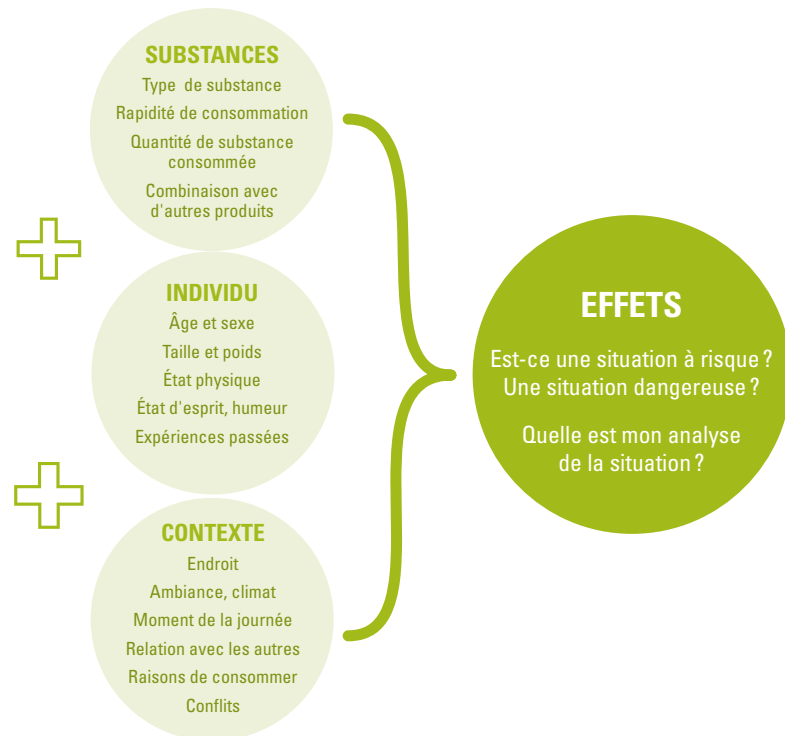 SUBSTANCES
Type de substance
Rapidité de consommation
Quantité de substance
consommée
Combinaison avec
d'autres produits
INDIVIDU
Âge et sexe
Taille et poids
État physique
État d'esprit, humeur
Expériences passées
CONTEXTE
Endroit
Ambiance, climat
Moment de la journée
Relation avec les autres
Raisons de consommer
Conflits
EFFETS
Est-ce une situation à risque ?
Une situation dangereuse ?
Quelle est mon analyse
de la situation ?